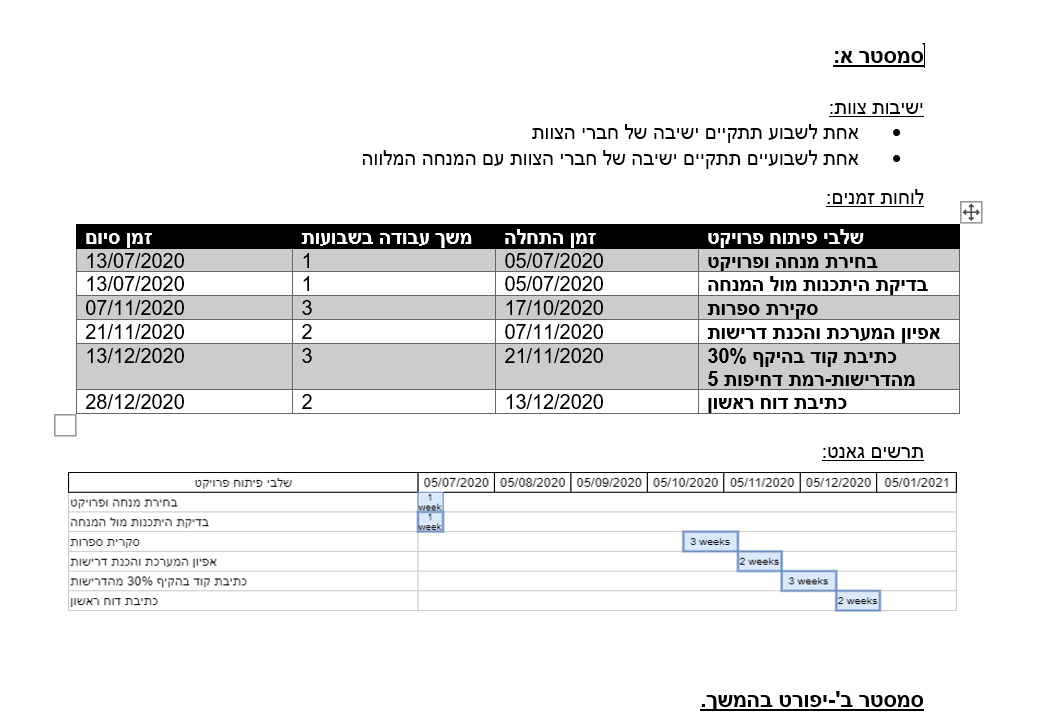 סמסטר א:
ישיבות צוות:
• אחת לשבוע תתקיים ישיבה של חברי הצוות
• אחת לשבועיים תתקיים ישיבה של חברי הצוות עם המנחה המלווה
לוחות זמנים:
שלבי פיתוח פרויקט זמן התחלה משך עבודה בשבועות זמן סיום
בחירת מנחה ופרויקט 05/07/2020 1 13/07/2020
בדיקת היתכנות מול המנחה 05/07/2020 1 13/07/2020
סקירת ספרות 17/10/2020 3 07/11/2020
אפיון המערכת והכנת דרישות 07/11/2020 2 21/11/2020
כתיבת קוד בהיקף 30% 21/11/2020 3 13/12/2020
מהדרישות-רמת דחיפות 5
כתיבת דוח ראשון 13/12/2020 2 28/12/2020
תרשים גאנט:
שלבי פיתוח פרויקט 05/07/2020 05/08/2020 05/09/2020 05/10/2020 05/11/2020 05/12/2020 05/01/2021
בחירת מנחה ופרויקט 1 week
בדיקת היתכנות מול המנחה 1 week
סקרית ספרות 3 weeks
אפיון המערכת והכנת דרישות 2 weeks
כתיבת קוד בהקיף 30% מהדרישות 3 weeks
כתיבת דוח ראשון 2 weeks
סמסטר ב'-יפורט בהמשך.